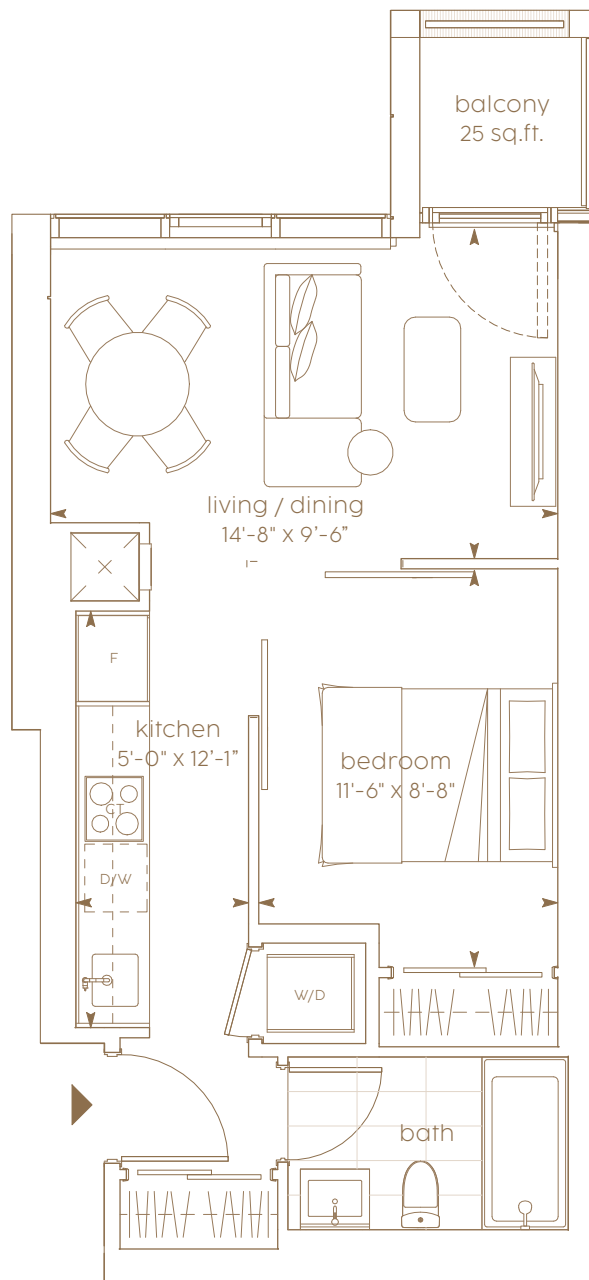 balcony
25 sq.ft.
living / dining
14'-8" x 9'-6"
F
kitchen
5'-0" x 12'-1"
bedroom
11'-6" x 8'-8"
CT
D/W
W/D
bath